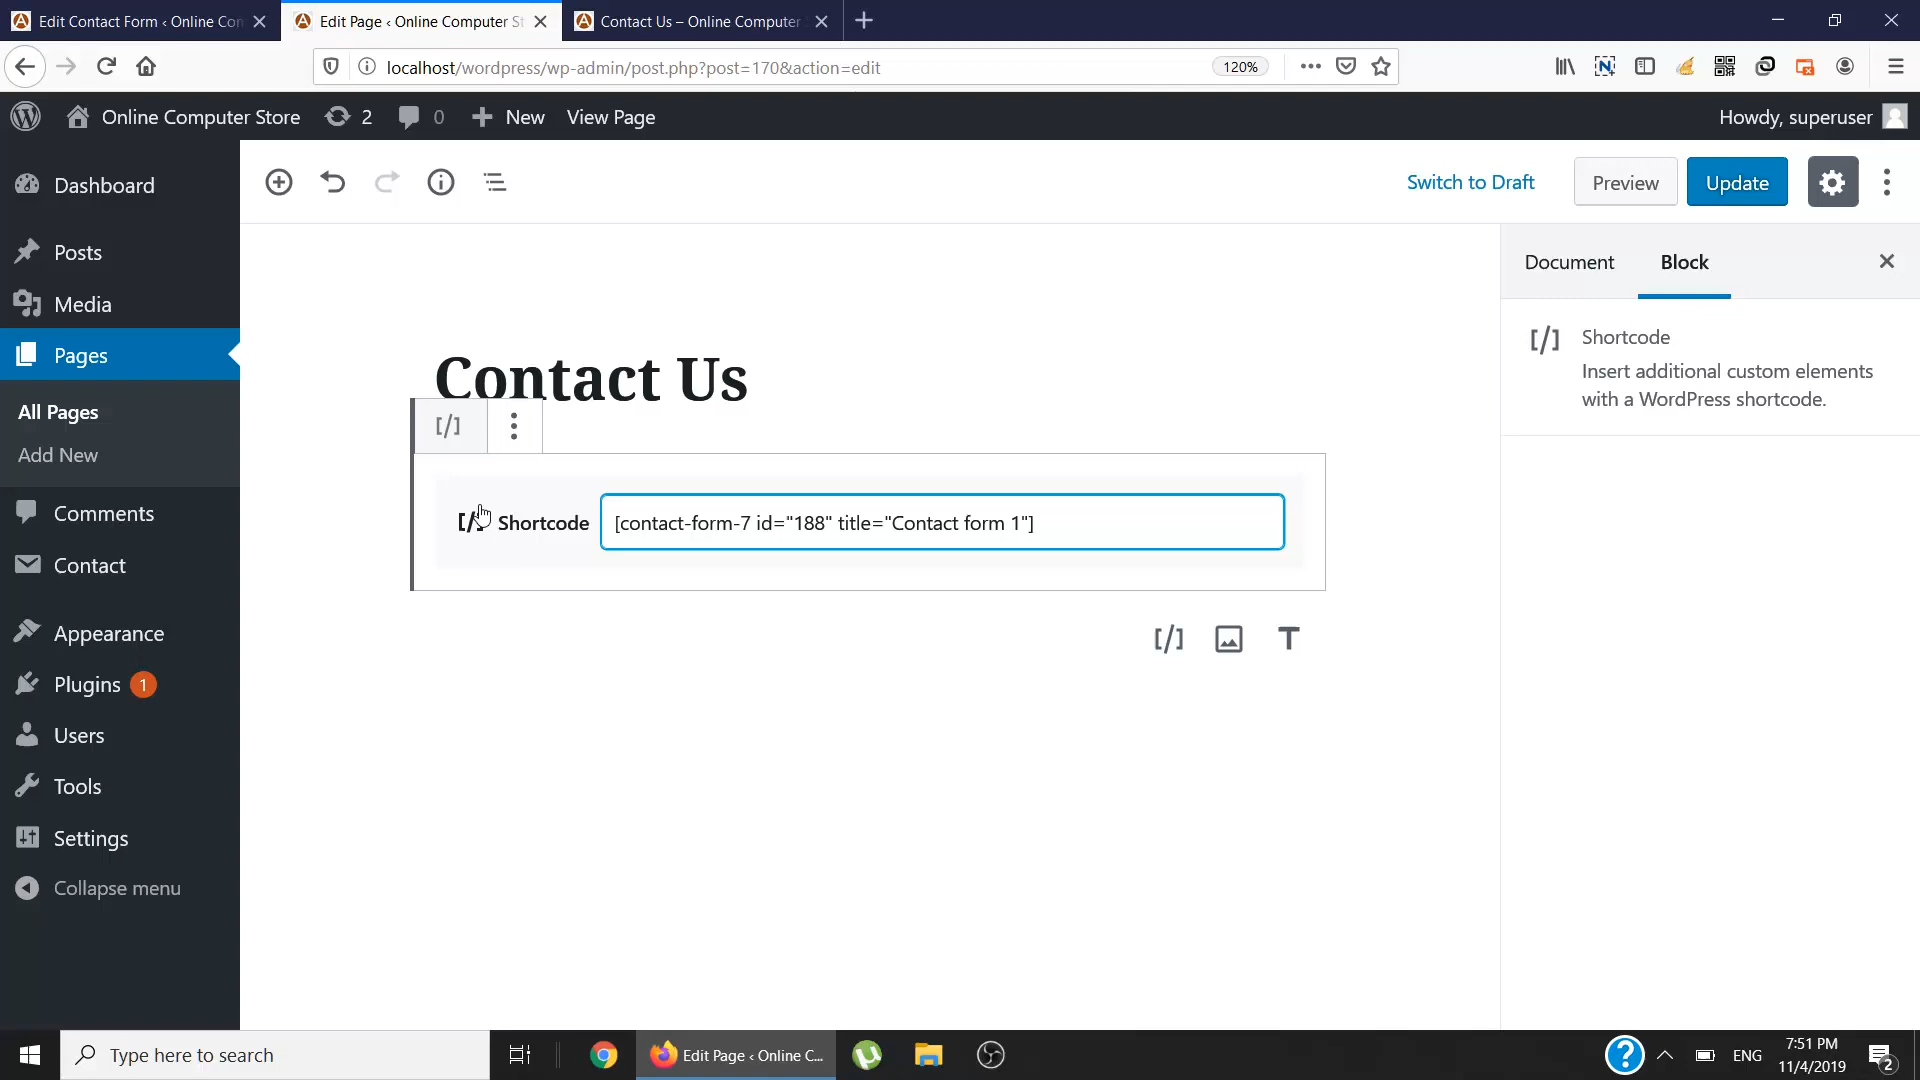 Edit Contact Form ‹ Online Con
Edit Page ‹ Online Computer St
Contact Us – Online Computer
localhost/wordpress/wp-admin/post.php?post=170&action=edit
120%
Online Computer Store
2
0
New
View Page
Howdy, superuser
Dashboard
Posts
Media
Pages
All Pages
Add New
Comments
Contact
Appearance
Plugins 1
Users
Tools
Settings
Collapse menu
Switch to Draft
Preview
Update
Contact Us
[/]
[/] Shortcode
[contact-form-7 id="188" title="Contact form 1"]
[/]
T
Document
Block
[/]
Shortcode
Insert additional custom elements
with a WordPress shortcode.
Type here to search
Edit Page ‹ Online C...
ENG
7:51 PM
11/4/2019
2